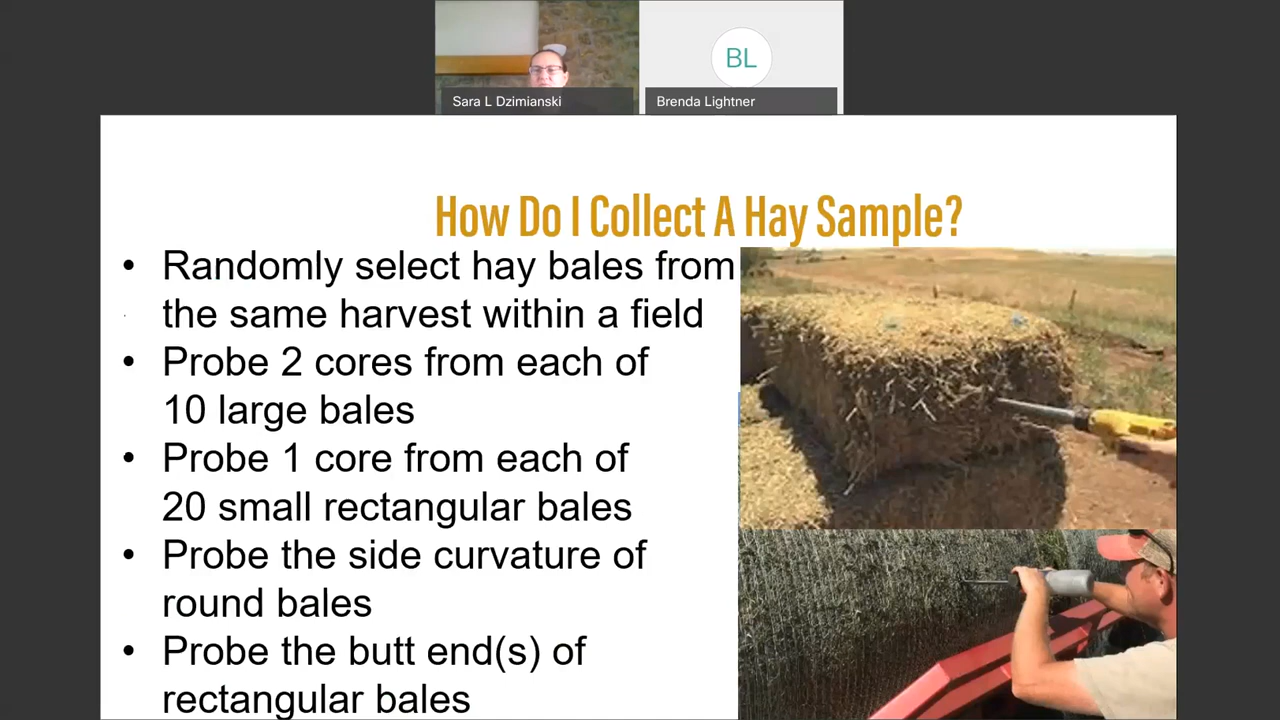 BL
Sara L Dzimianski
Brenda Lightner
How Do I Collect A Hay Sample?
• Randomly select hay bales from
the same harvest within a field
• Probe 2 cores from each of
10 large bales
• Probe 1 core from each of
20 small rectangular bales
• Probe the side curvature of
round bales
• Probe the butt end(s) of
rectangular bales